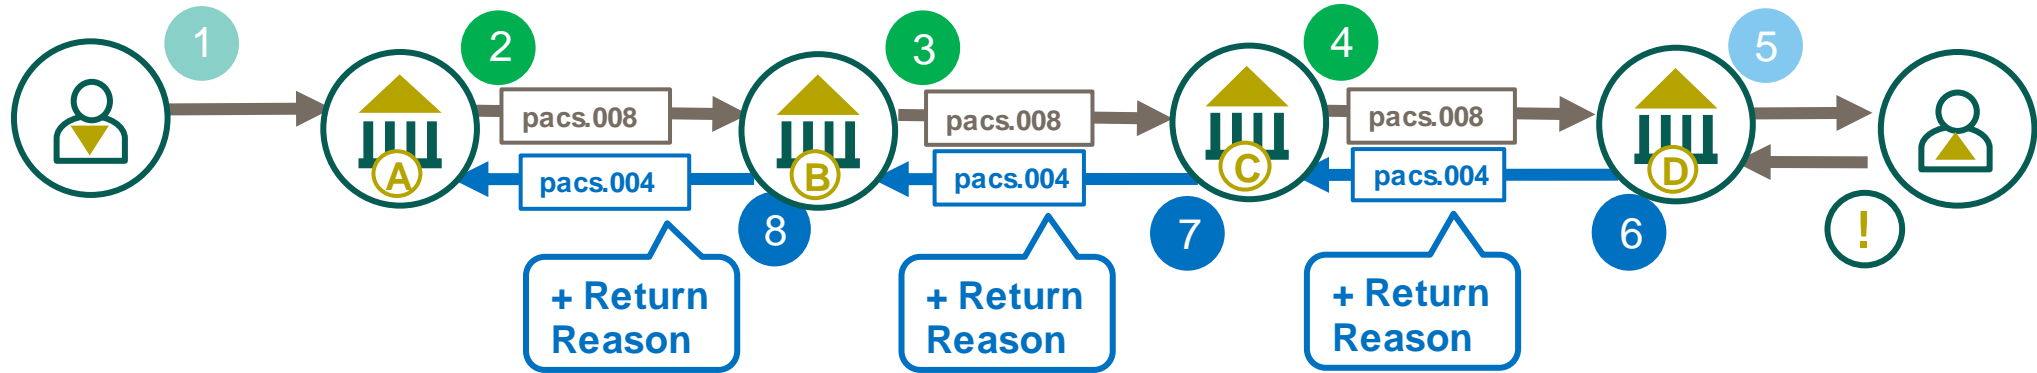 1
2
3
4
5
pacs.008
pacs.008
pacs.008
A
B
C
D
pacs.004
pacs.004
pacs.004
8
7
6
!
+ Return
Reason
+ Return
Reason
+ Return
Reason